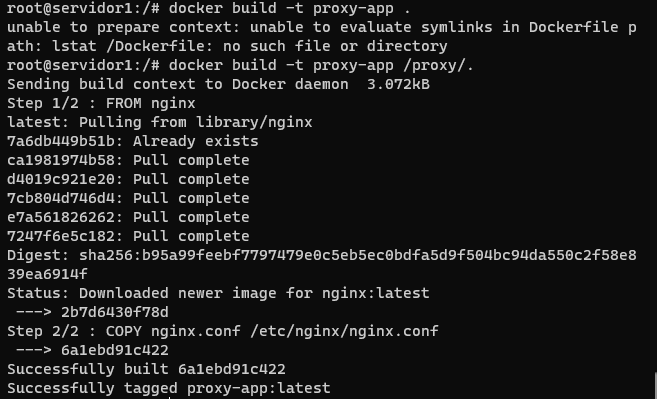 root@servidor1:/# docker build -t proxy-app .
unable to prepare context: unable to evaluate symlinks in Dockerfile p
ath: lstat /Dockerfile: no such file or directory
root@servidor1:/# docker build -t proxy-app /proxy/.
Sending build context to Docker daemon  3.072kB
Step 1/2 : FROM nginx
latest: Pulling from library/nginx
7a6db449b51b: Already exists
ca1981974b58: Pull complete
d4019c921e20: Pull complete
7cb804d746d4: Pull complete
e7a561826262: Pull complete
7247f6e5c182: Pull complete
Digest: sha256:b95a99feebf7797479e0c5eb5ec0bdfa5d9f504bc94da550c2f58e8
39ea6914f
Status: Downloaded newer image for nginx:latest
 ---> 2b7d6430f78d
Step 2/2 : COPY nginx.conf /etc/nginx/nginx.conf
 ---> 6a1ebd91c422
Successfully built 6a1ebd91c422
Successfully tagged proxy-app:latest